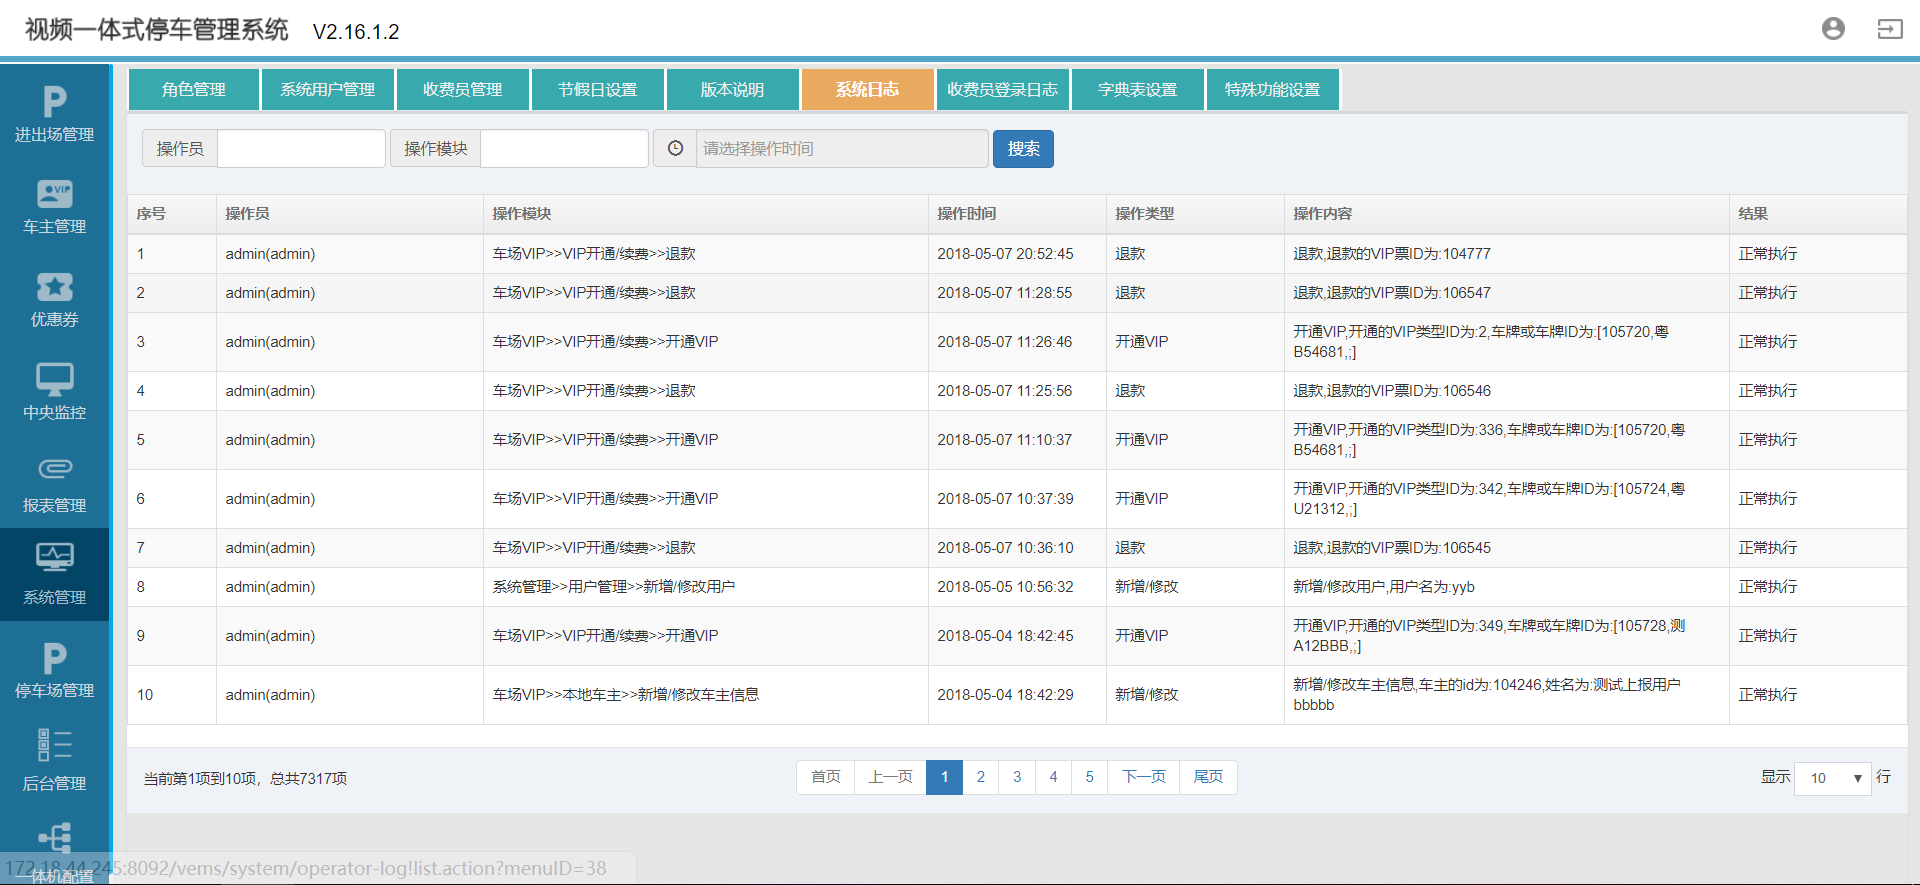 视频一体式停车管理系统 V2.16.1.2
角色管理 系统用户管理 收费员管理 节假日设置 版本说明 系统日志 收费员登录日志 字典表设置 特殊功能设置
P
进出场管理
VIP
车主管理
优惠券
中央监控
报表管理
系统管理
P
停车场管理
后台管理
一体机配置
操作员 操作模块 请选择操作时间 搜索
序号 操作员 操作模块 操作时间 操作类型 操作内容 结果
1 admin(admin) 车场VIP>>VIP开通/续费>>退款 2018-05-07 20:52:45 退款 退款,退款的VIP票ID为:104777 正常执行
2 admin(admin) 车场VIP>>VIP开通/续费>>退款 2018-05-07 11:28:55 退款 退款,退款的VIP票ID为:106547 正常执行
3 admin(admin) 车场VIP>>VIP开通/续费>>开通VIP 2018-05-07 11:26:46 开通VIP 开通VIP,开通的VIP类型ID为:2,车牌或车牌ID为:[105720,粤
B54681,;] 正常执行
4 admin(admin) 车场VIP>>VIP开通/续费>>退款 2018-05-07 11:25:56 退款 退款,退款的VIP票ID为:106546 正常执行
5 admin(admin) 车场VIP>>VIP开通/续费>>开通VIP 2018-05-07 11:10:37 开通VIP 开通VIP,开通的VIP类型ID为:336,车牌或车牌ID为:[105720,粤
B54681,;] 正常执行
6 admin(admin) 车场VIP>>VIP开通/续费>>开通VIP 2018-05-07 10:37:39 开通VIP 开通VIP,开通的VIP类型ID为:342,车牌或车牌ID为:[105724,粤
U21312,;] 正常执行
7 admin(admin) 车场VIP>>VIP开通/续费>>退款 2018-05-07 10:36:10 退款 退款,退款的VIP票ID为:106545 正常执行
8 admin(admin) 系统管理>>用户管理>>新增/修改用户 2018-05-05 10:56:32 新增/修改 新增/修改用户,用户名为:yyb 正常执行
9 admin(admin) 车场VIP>>VIP开通/续费>>开通VIP 2018-05-04 18:42:45 开通VIP 开通VIP,开通的VIP类型ID为:349,车牌或车牌ID为:[105728,测
A12BBB,;] 正常执行
10 admin(admin) 车场VIP>>本地车主>>新增/修改车主信息 2018-05-04 18:42:29 新增/修改 新增/修改车主信息,车主的id为:104246,姓名为:测试上报用户
bbbbb 正常执行
当前第1项到10项，总共7317项 首页 上一页 1 2 3 4 5 下一页 尾页 显示 10 行
172.18.44.245:8092/vems/system/operator-log!list.action?menuID=38